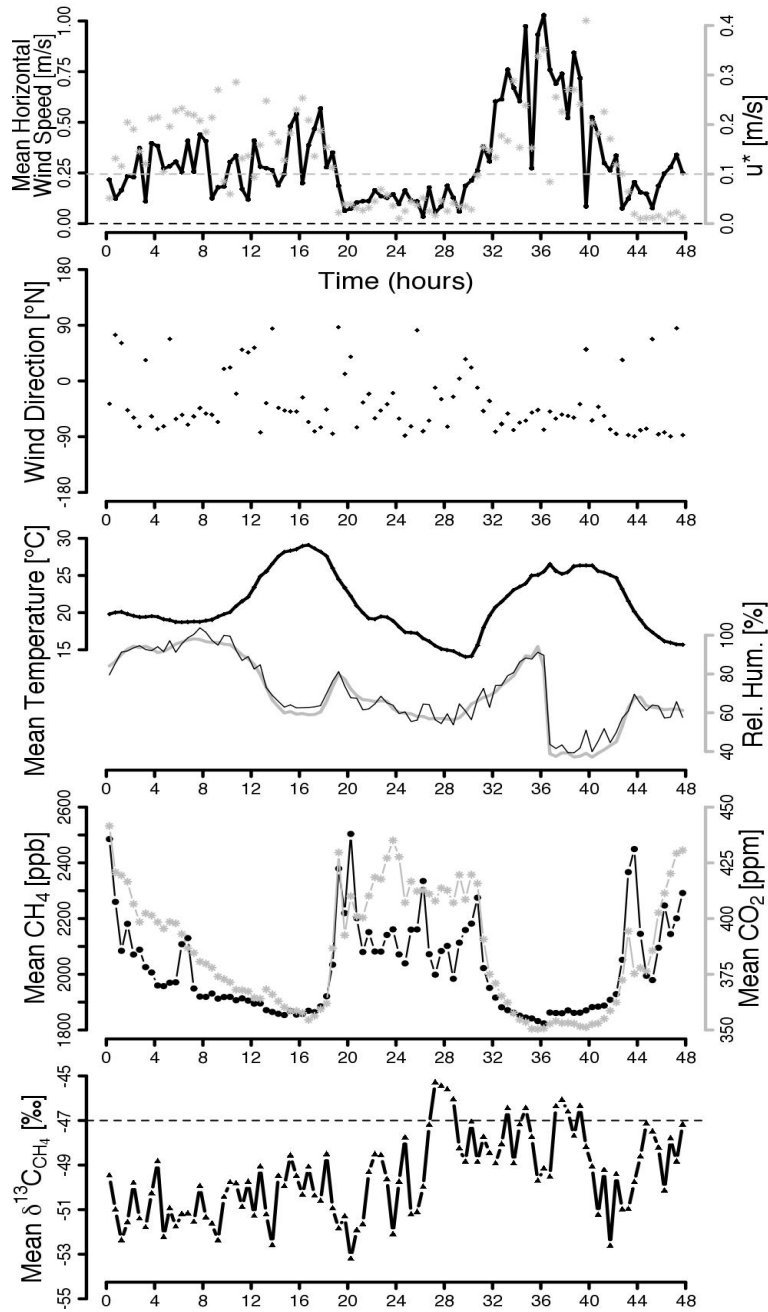 Mean Horizontal
Wind Speed [m/s]
0.00 0.25 0.50 0.75 1.00
u* [m/s]
0.0 0.1 0.2 0.3 0.4
0 4 8 12 16 20 24 28 32 36 40 44 48
Time (hours)
Wind Direction [°N]
-180 -90 0 90 180
0 4 8 12 16 20 24 28 32 36 40 44 48
Mean Temperature [°C]
15 20 25 30
Rel. Hum. [%]
40 60 80 100
0 4 8 12 16 20 24 28 32 36 40 44 48
Mean CH4 [ppb]
1800 2000 2200 2400 2600
Mean CO2 [ppm]
350 375 400 425 450
0 4 8 12 16 20 24 28 32 36 40 44 48
Mean δ13CCH4 [‰]
-55 -53 -51 -49 -47 -45
0 4 8 12 16 20 24 28 32 36 40 44 48